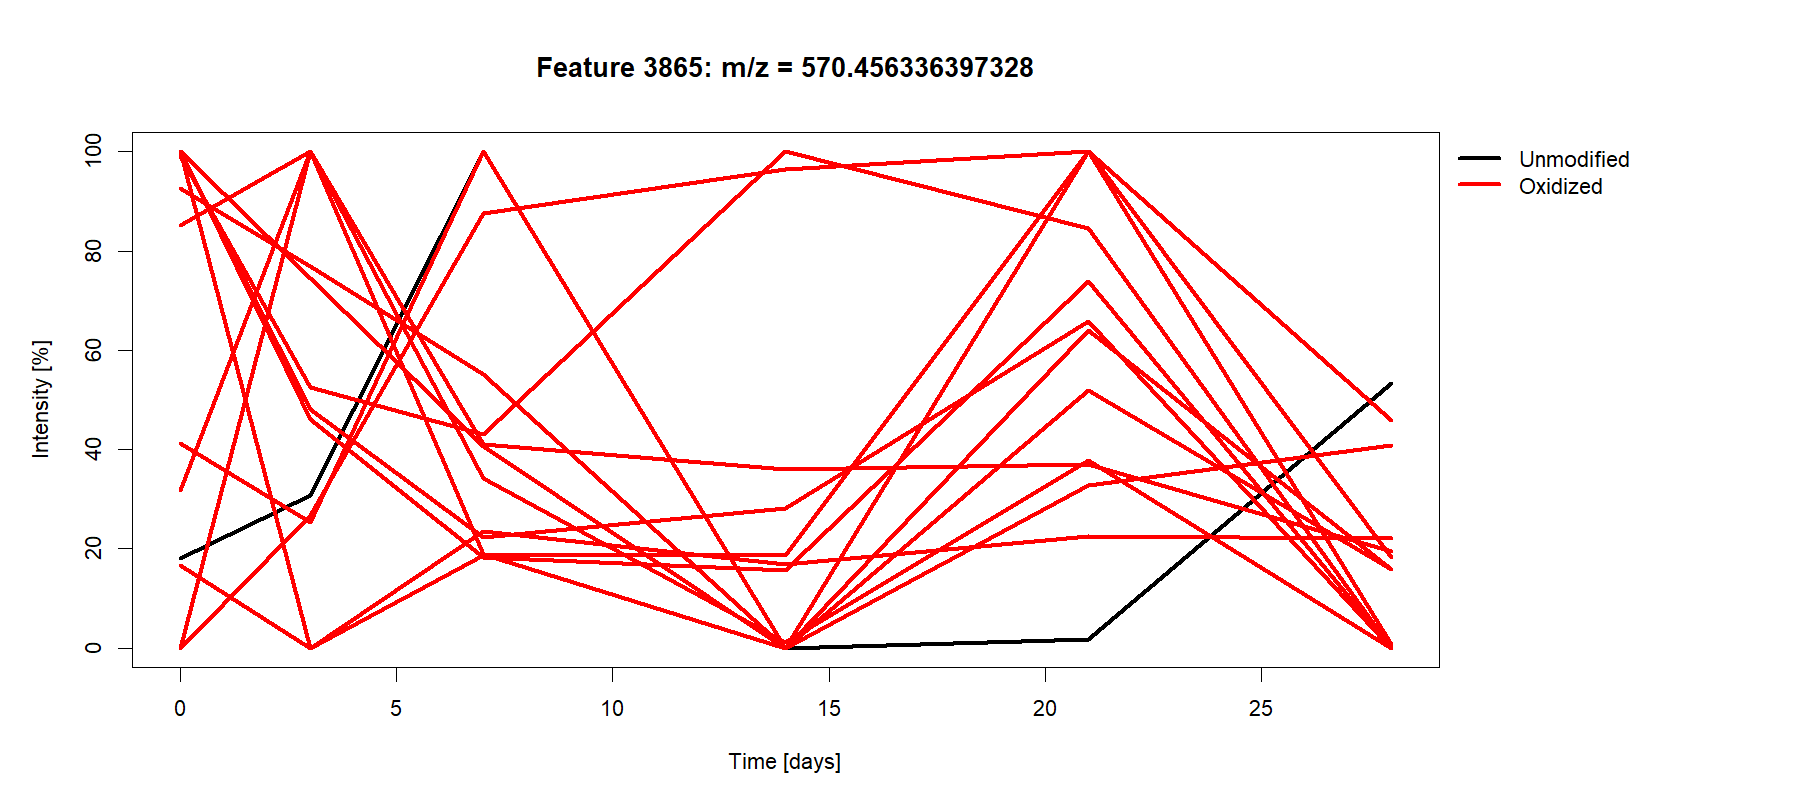 Feature 3865: m/z = 570.456336397328
Unmodified
Oxidized
Intensity [%]
100
80
60
40
20
0
0 5 10 15 20 25
Time [days]